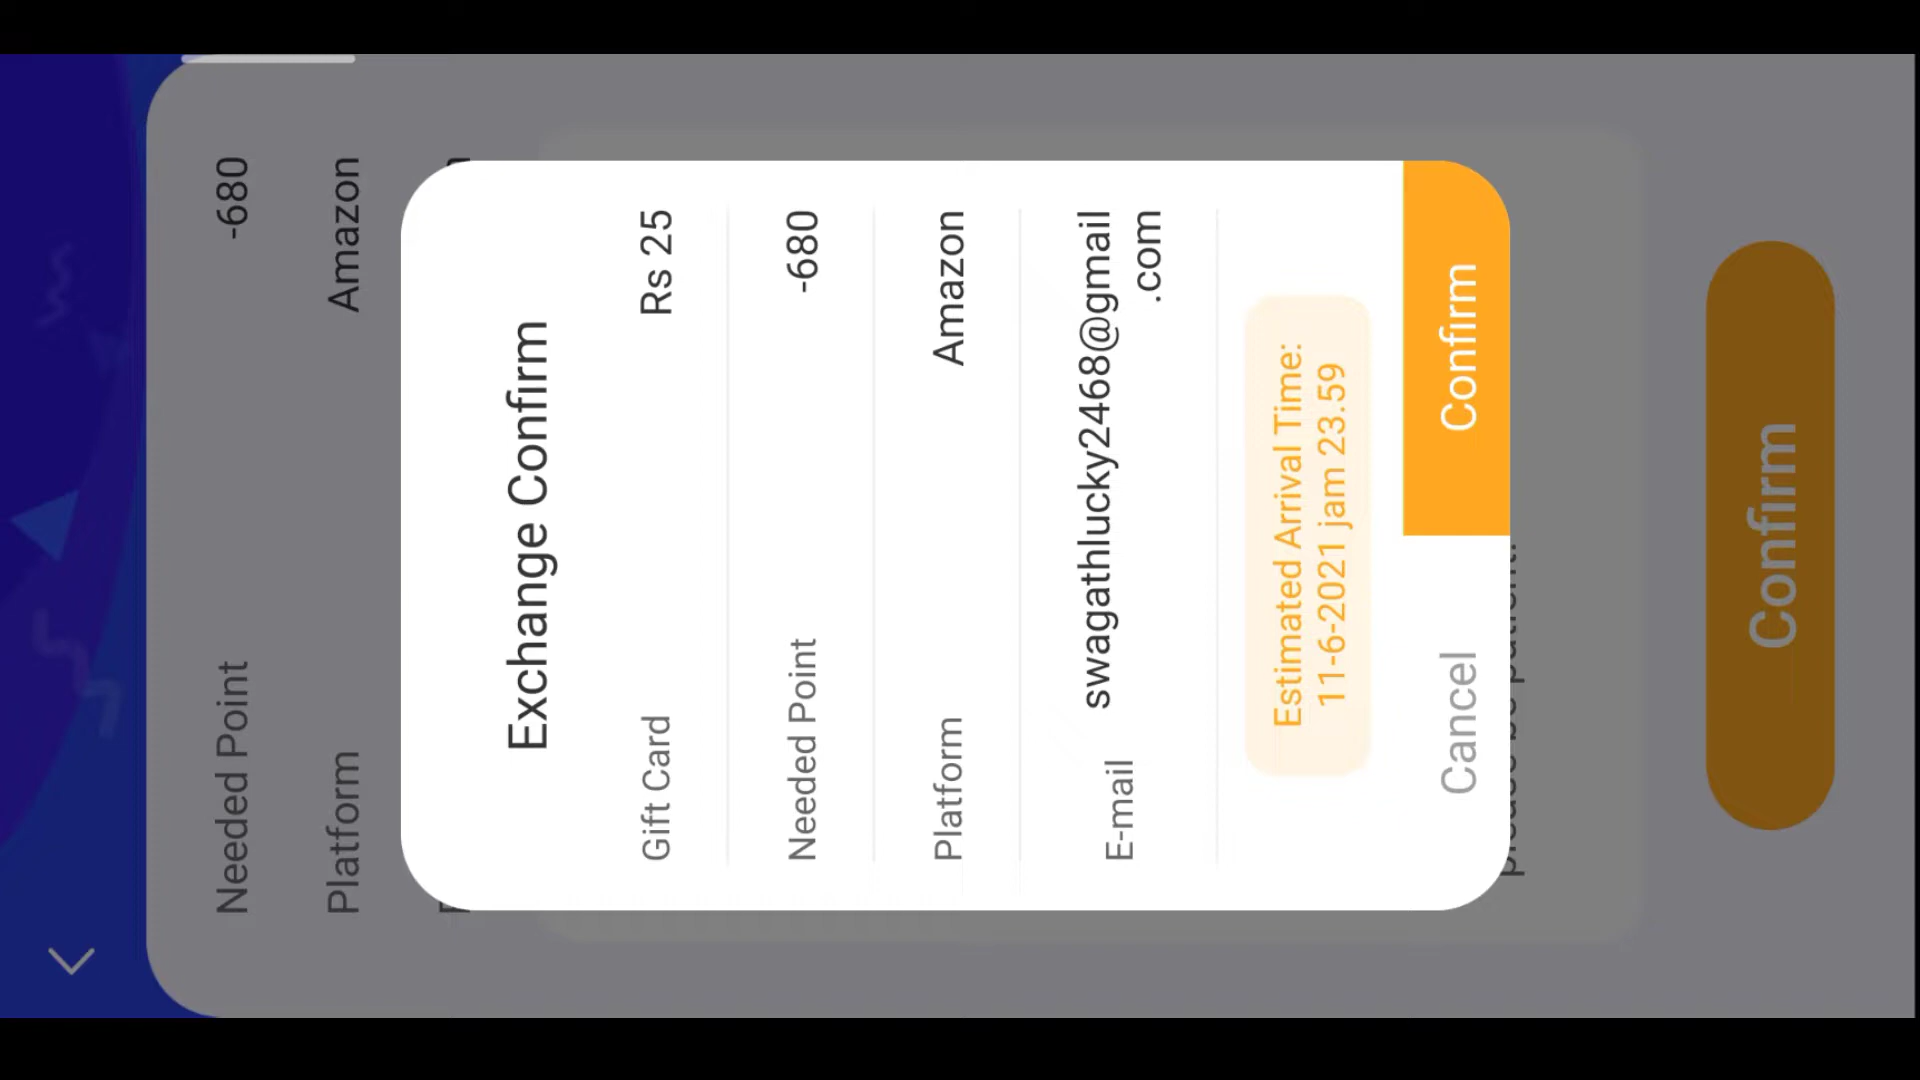 Needed Point -680
Platform Amazon
Exchange Confirm
Gift Card Rs 25
Needed Point -680
Platform Amazon
E-mail swagathlucky2468@gmail
.com
Estimated Arrival Time:
11-6-2021 jam 23.59
Cancel Confirm
Confirm